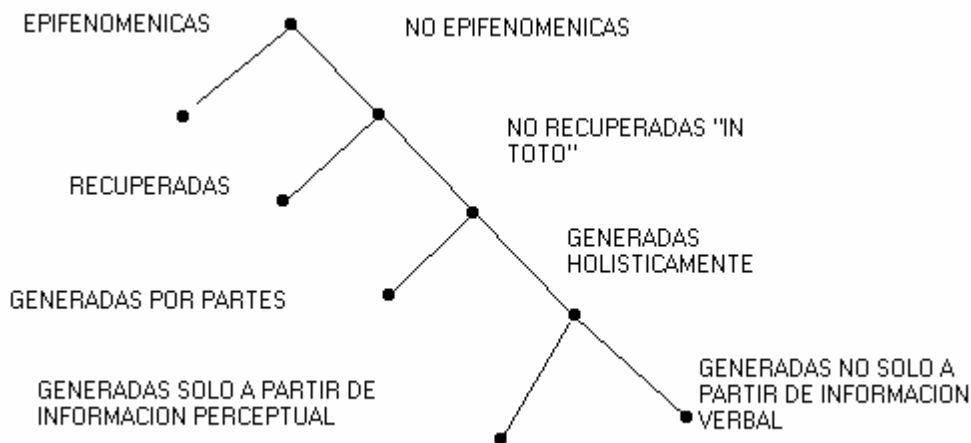 EPIFENOMENICAS
NO EPIFENOMENICAS
NO RECUPERADAS "IN
TOTO"
RECUPERADAS
GENERADAS
HOLISTICAMENTE
GENERADAS POR PARTES
GENERADAS SOLO A PARTIR DE
INFORMACION PERCEPTUAL
GENERADAS NO SOLO A
PARTIR DE INFORMACION
VERBAL